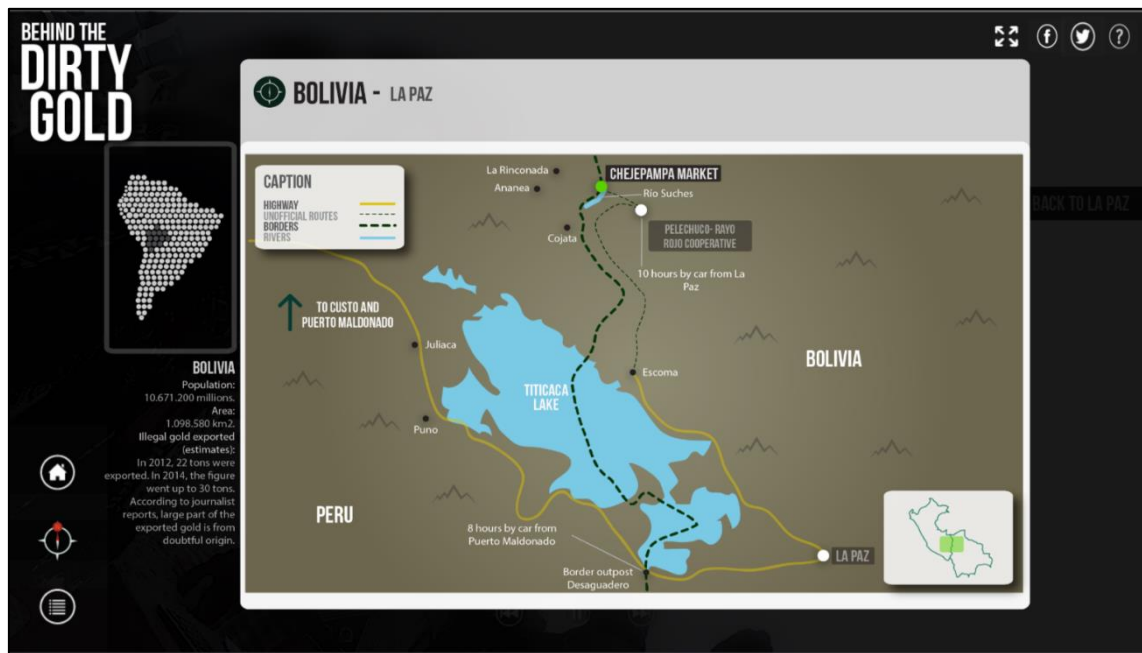 BEHIND THE
DIRTY
GOLD
f
?
BOLIVIA - LA PAZ
BACK TO LA PAZ
CAPTION
HIGHWAY
UNOFFICIAL ROUTES
BORDERS
RIVERS
La Rinconada
Ananea
CHEJEPAMPA MARKET
Río Suches
Cojata
PELECHUCO- RAYO
ROJO COOPERATIVE
10 hours by car from La
Paz
TO CUSTO AND
PUERTO MALDONADO
Juliaca
Escoma
BOLIVIA
TITICACA
LAKE
Puno
PERU
8 hours by car from
Puerto Maldonado
Border outpost
Desaguadero
LA PAZ
BOLIVIA
Population:
10.671.200 millions.
Area:
1.098.580 km2.
Illegal gold exported
(estimates):
In 2012, 22 tons were
exported. In 2014, the figure
went up to 30 tons.
According to journalist
reports, large part of the
exported gold is from
doubtful origin.